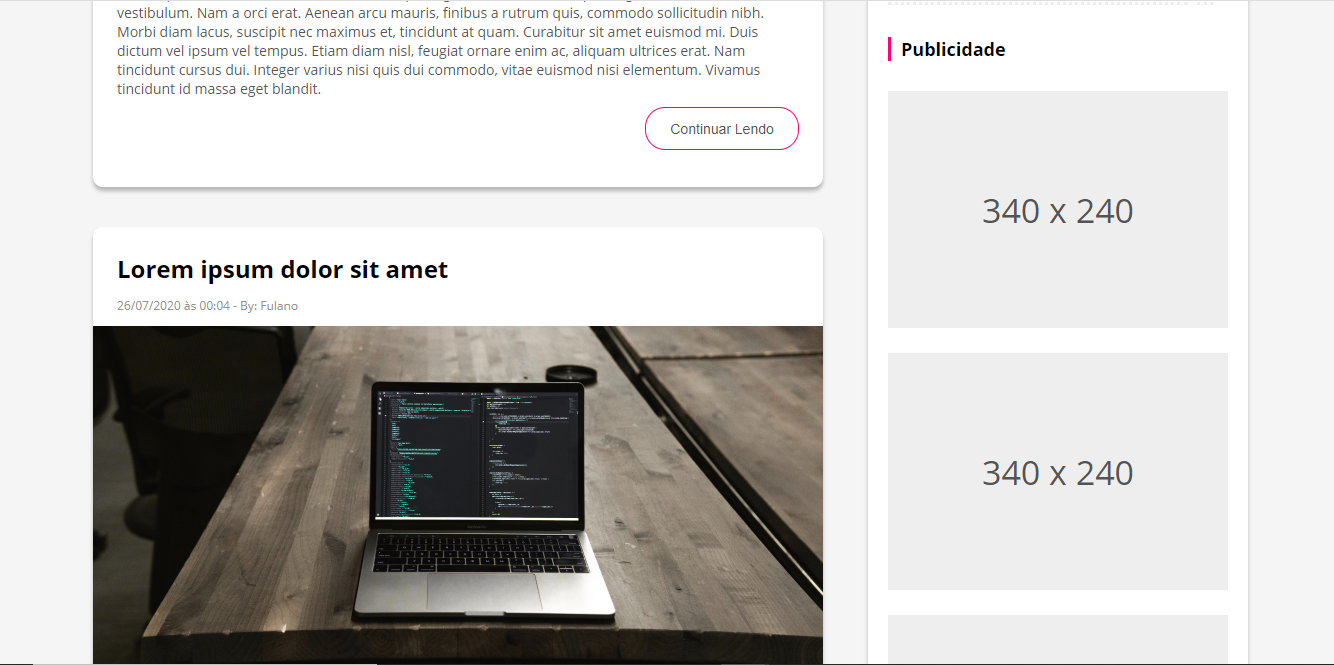 vestibulum. Nam a orci erat. Aenean arcu mauris, finibus a rutrum quis, commodo sollicitudin nibh.
Morbi diam lacus, suscipit nec maximus et, tincidunt at quam. Curabitur sit amet euismod mi. Duis
dictum vel ipsum vel tempus. Etiam diam nisl, feugiat ornare enim ac, aliquam ultrices erat. Nam
tincidunt cursus dui. Integer varius nisi quis dui commodo, vitae euismod nisi elementum. Vivamus
tincidunt id massa eget blandit.
Continuar Lendo
Lorem ipsum dolor sit amet
26/07/2020 às 00:04 - By: Fulano
Publicidade
340 x 240
340 x 240